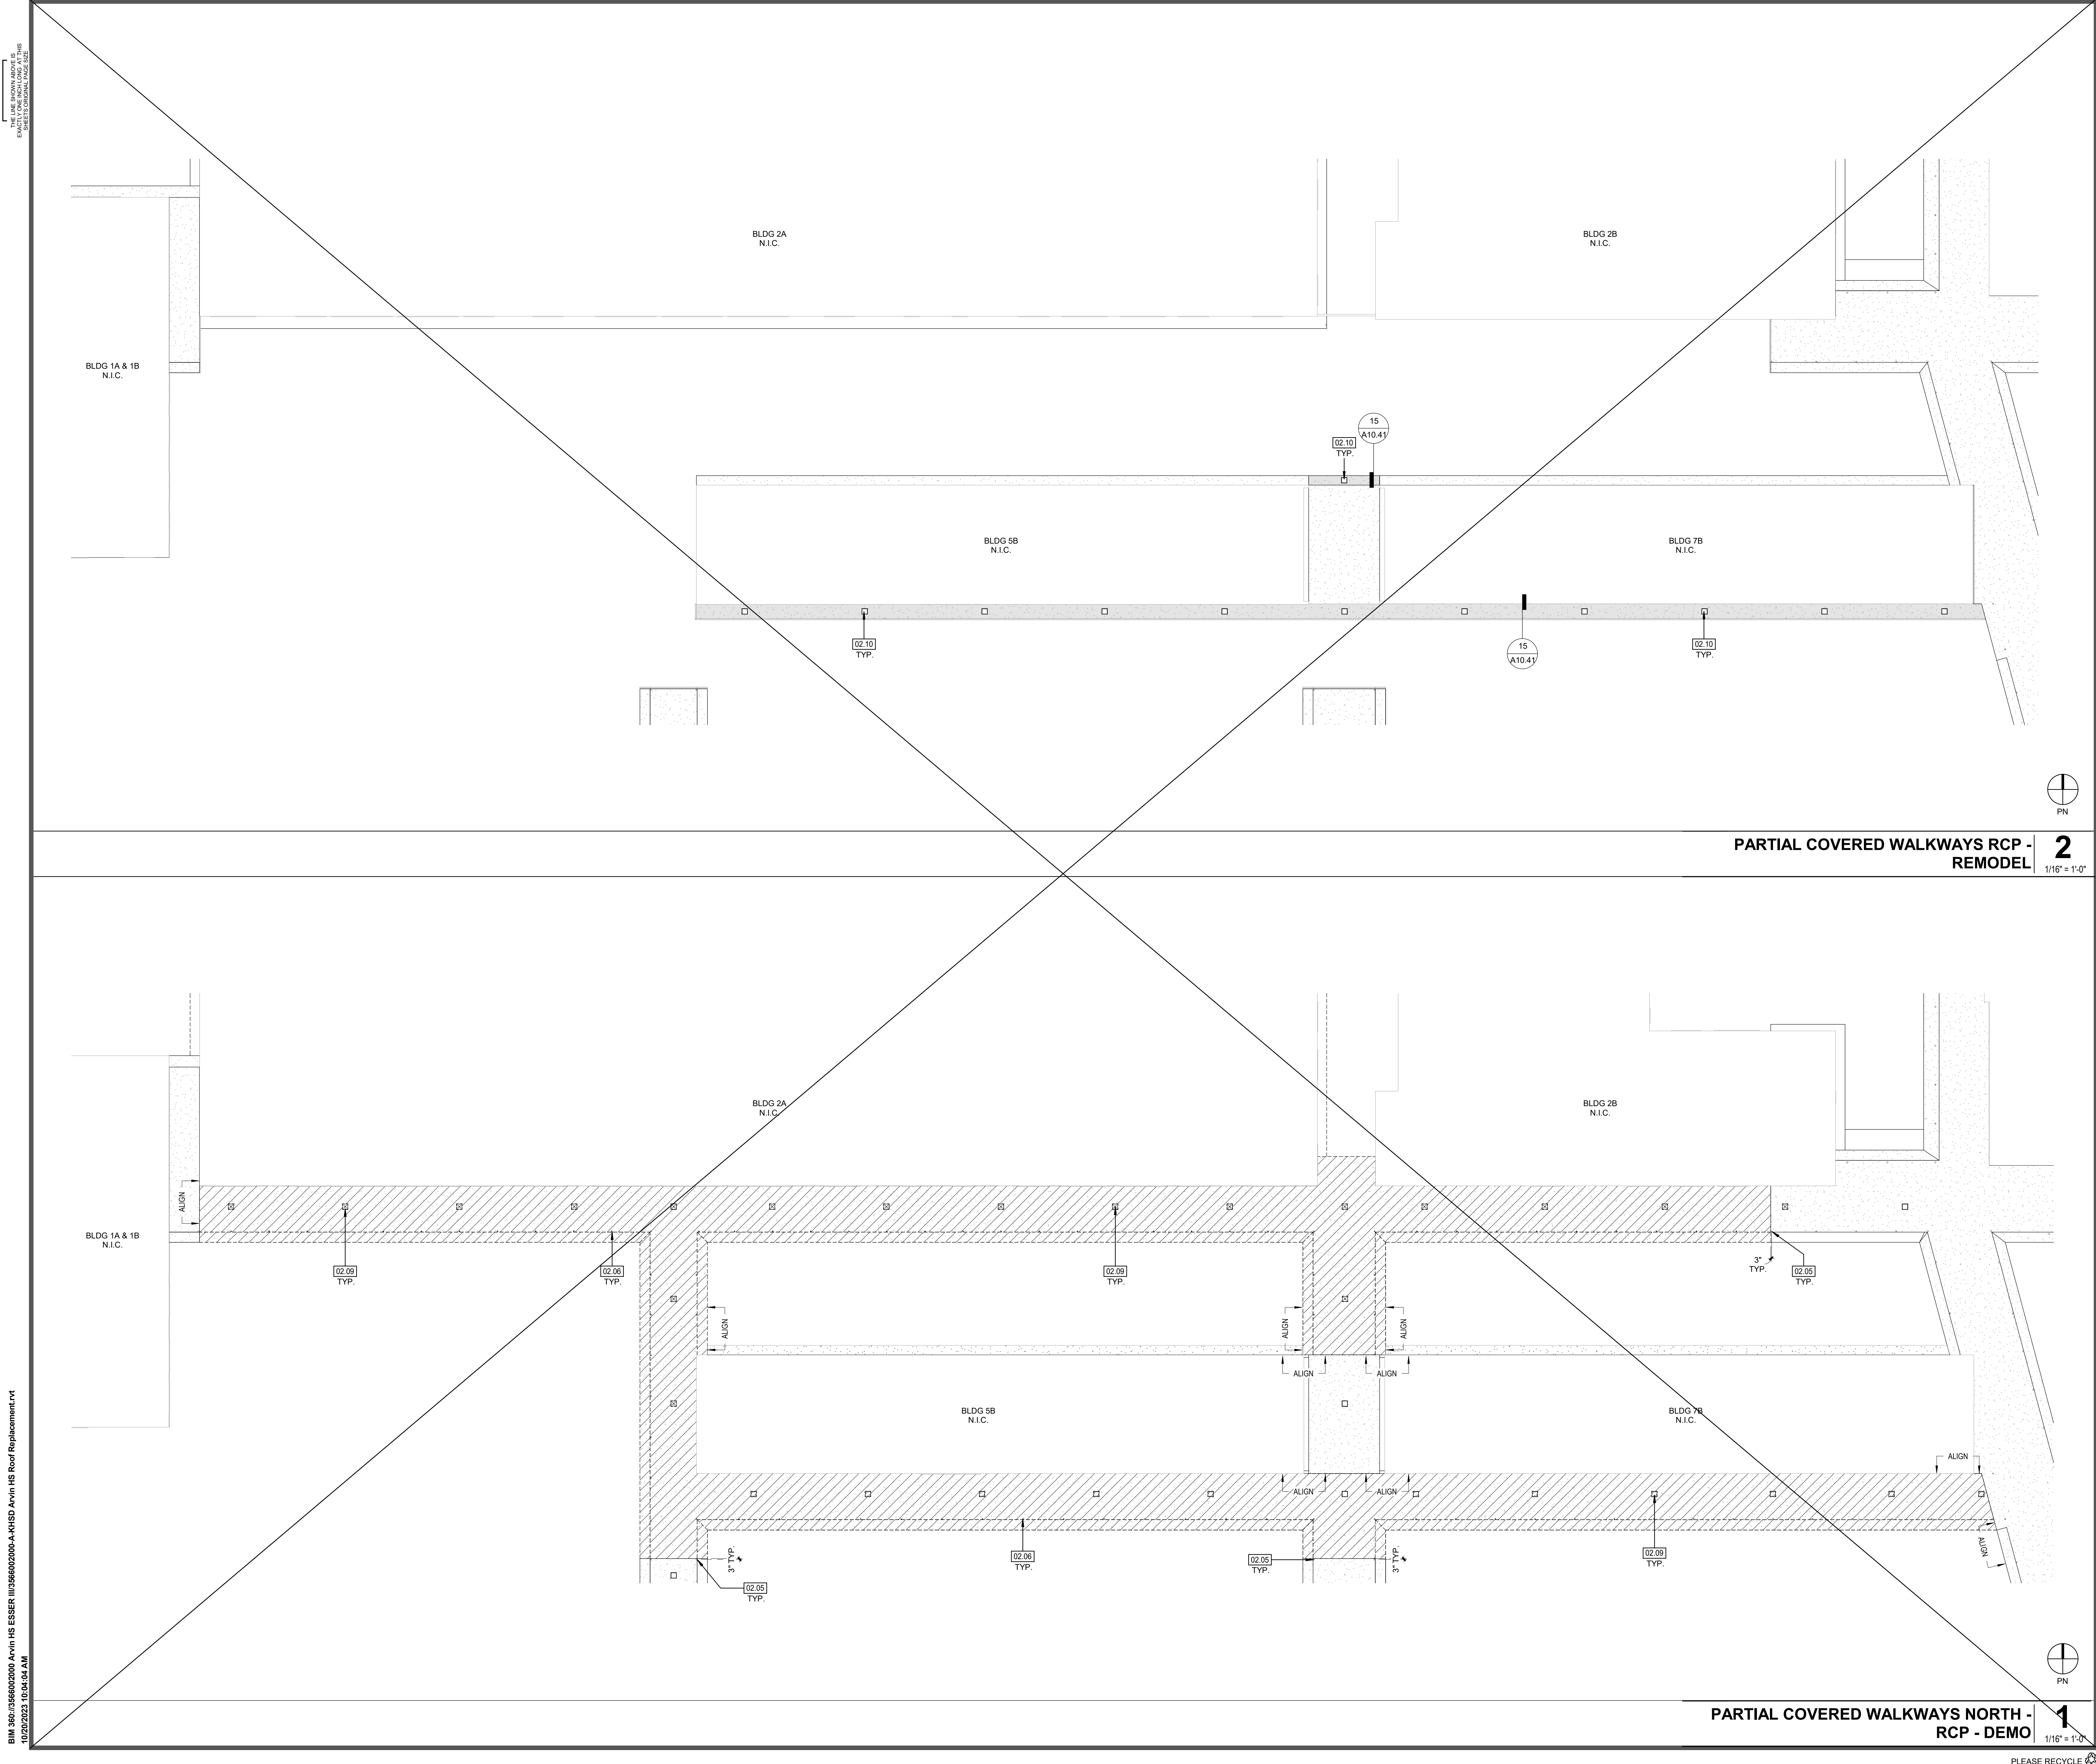 THE LINE SHOWN ABOVE IS
EXACTLY ONE INCH LONG AT THIS
SHEETS ORIGINAL PAGE SIZE
BLDG 2A
N.I.C.
BLDG 2B
N.I.C.
BLDG 1A & 1B
N.I.C.
15
A10.41
02.10
TYP.
BLDG 5B
N.I.C.
BLDG 7B
N.I.C.
02.10
TYP.
15
A10.41
02.10
TYP.
PN
PARTIAL COVERED WALKWAYS RCP -
REMODEL
2
1/16" = 1'-0"
BLDG 2A
N.I.C.
BLDG 2B
N.I.C.
ALIGN
BLDG 1A & 1B
N.I.C.
02.09
TYP.
02.06
TYP.
02.09
TYP.
3"
TYP.
02.05
TYP.
ALIGN
ALIGN
ALIGN
ALIGN
ALIGN
BLDG 5B
N.I.C.
BLDG 7B
N.I.C.
ALIGN
ALIGN
ALIGN
ALIGN
3" TYP.
02.05
TYP.
02.06
TYP.
02.05
TYP.
3" TYP.
02.09
TYP.
PN
PARTIAL COVERED WALKWAYS NORTH -
RCP - DEMO
1
1/16" = 1'-0"
BIM 360://3566002000 Arvin HS ESSER III/3566002000-A-KHSD Arvin HS Roof Replacement.rvt
10/20/2023 10:04:04 AM
PLEASE RECYCLE